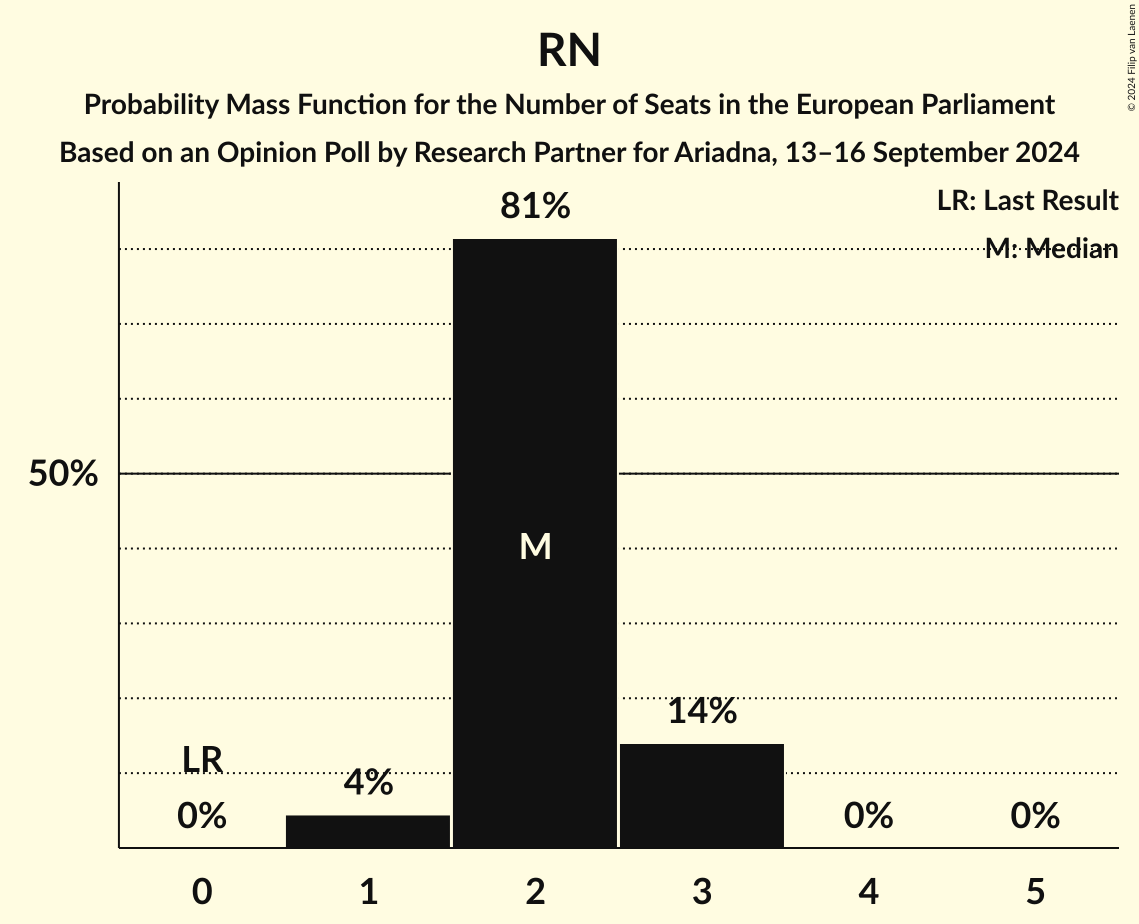 RN
Probability Mass Function for the Number of Seats in the European Parliament
Based on an Opinion Poll by Research Partner for Ariadna, 13–16 September 2024
© 2024 Filip van Laenen
LR: Last Result
M: Median
81%
50%
M
14%
LR
4%
0%
0%
0%
0
1
2
3
4
5